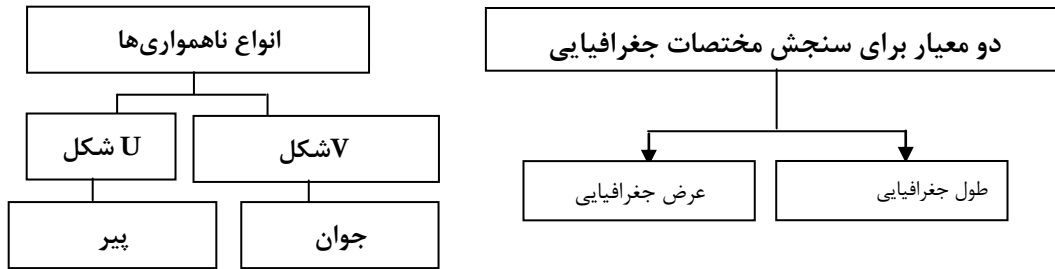 دو معیار برای سنجش مختصات جغرافیایی
طول جغرافیایی
عرض جغرافیایی
انواع ناهمواری‌ها
Vشکل
U شکل
جوان
پیر